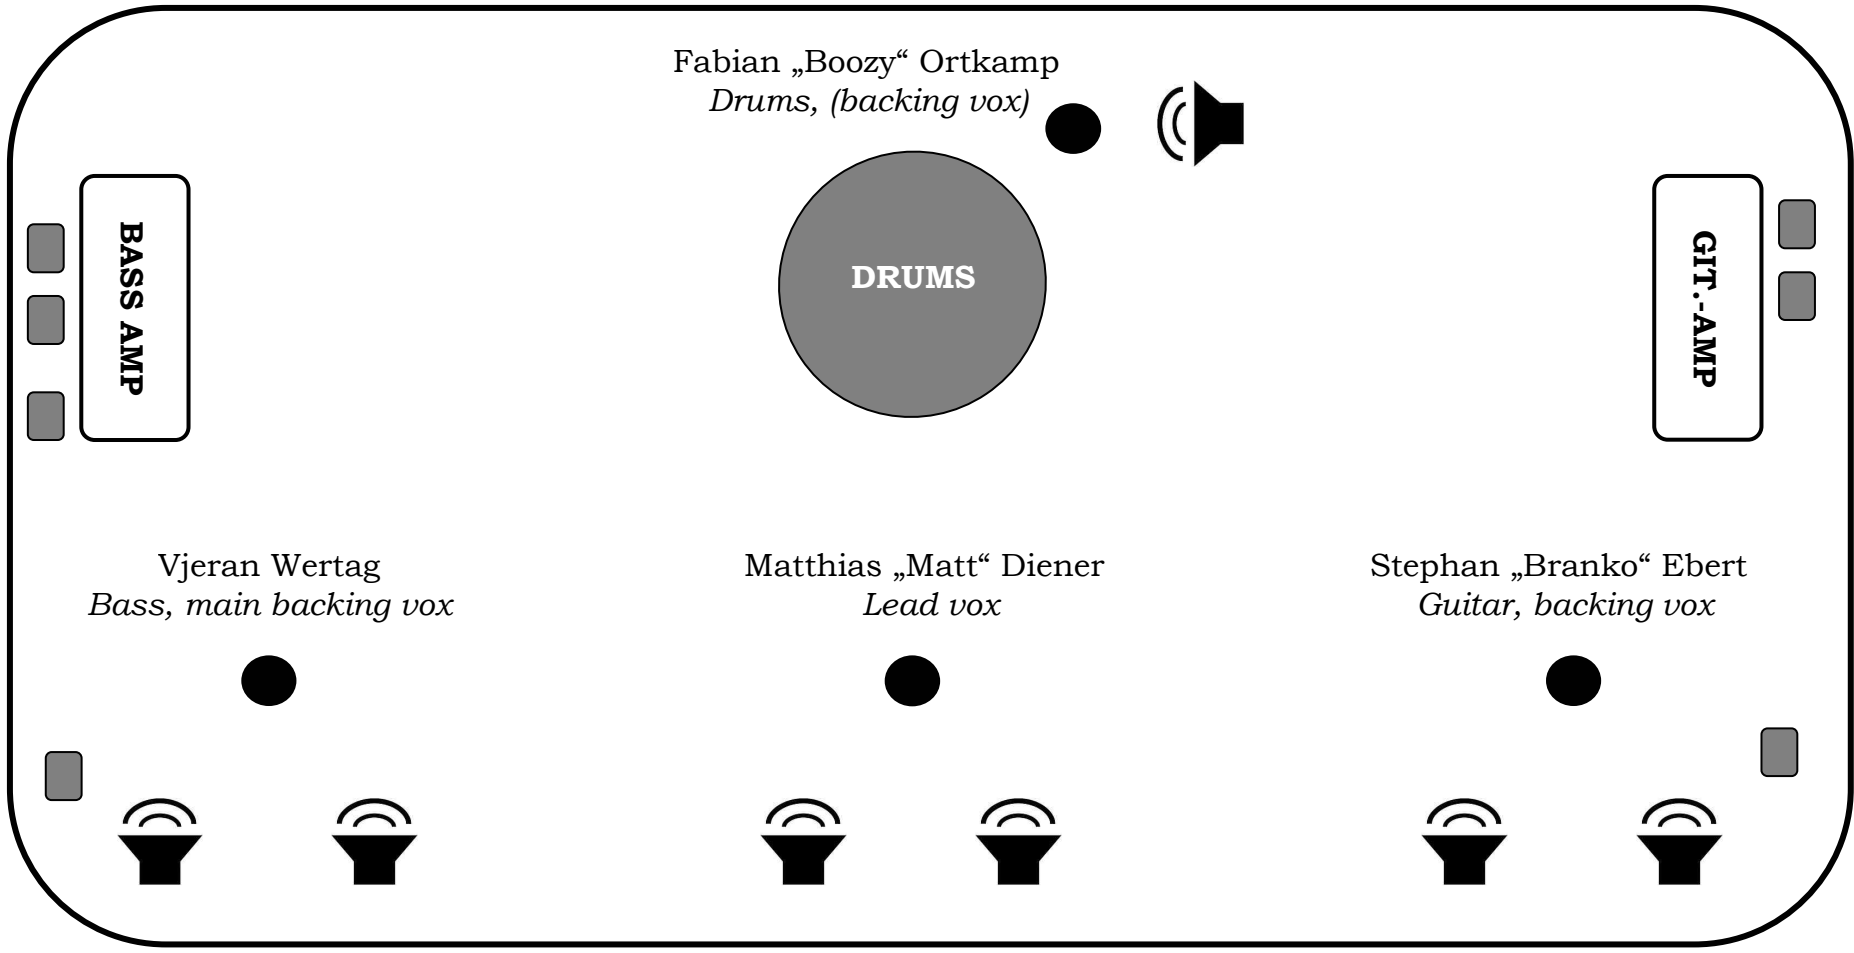 Fabian „Boozy“ Ortkamp
Drums, (backing vox)
BASS AMP
DRUMS
GIT.-AMP
Vjeran Wertag
Bass, main backing vox
Matthias „Matt“ Diener
Lead vox
Stephan „Branko“ Ebert
Guitar, backing vox